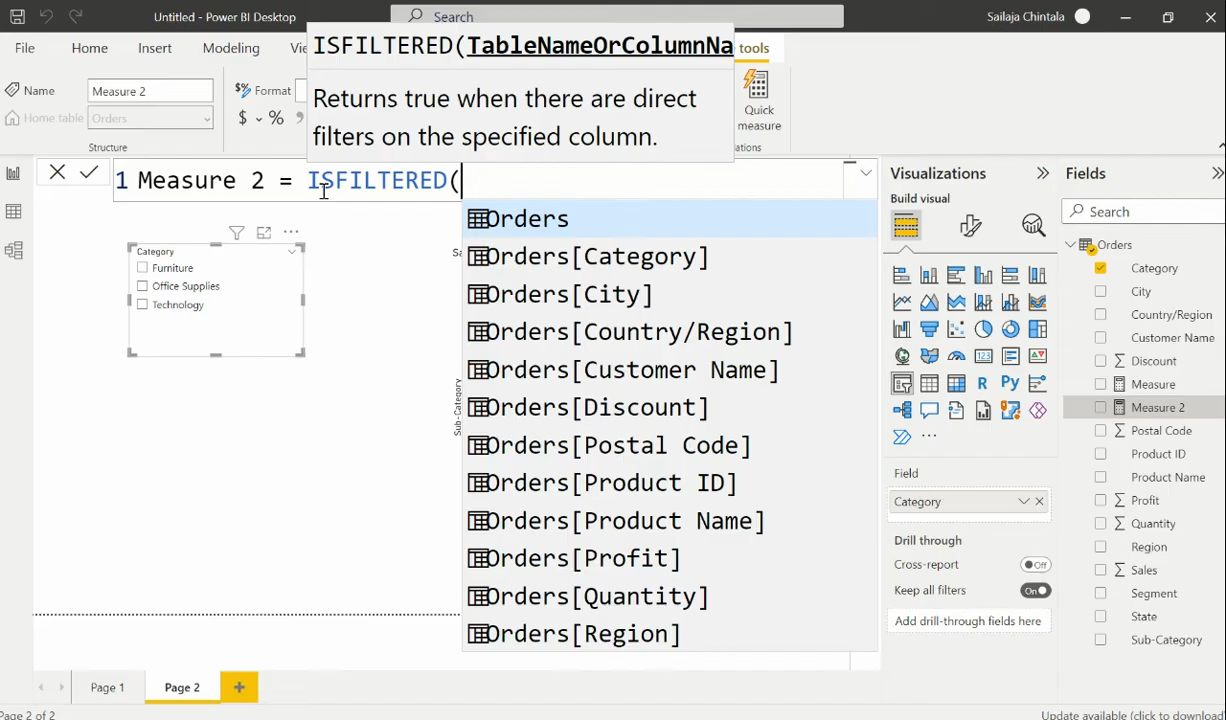 Untitled - Power BI Desktop
Search
Sailaja Chintala
File
Home
Insert
Modeling
tools
ISFILTERED(TableNameOrColumnNa
Returns true when there are direct
filters on the specified column.
Name
Measure 2
Home table
Orders
Structure
Format
$
%
Quick
measure
1 Measure 2 = ISFILTERED(
Category
Furniture
Office Supplies
Technology
Sub-Category
Orders
Orders[Category]
Orders[City]
Orders[Country/Region]
Orders[Customer Name]
Orders[Discount]
Orders[Postal Code]
Orders[Product ID]
Orders[Product Name]
Orders[Profit]
Orders[Quantity]
Orders[Region]
Visualizations
Build visual
R
Py
123
Field
Category
Drill through
Cross-report
Off
Keep all filters
On
Add drill-through fields here
Fields
Search
Orders
Category
City
Country/Region
Customer Name
Discount
Measure
Measure 2
Postal Code
Product ID
Product Name
Profit
Quantity
Region
Sales
Segment
State
Sub-Category
Page 1
Page 2
Page 2 of 2
Update available (click to download